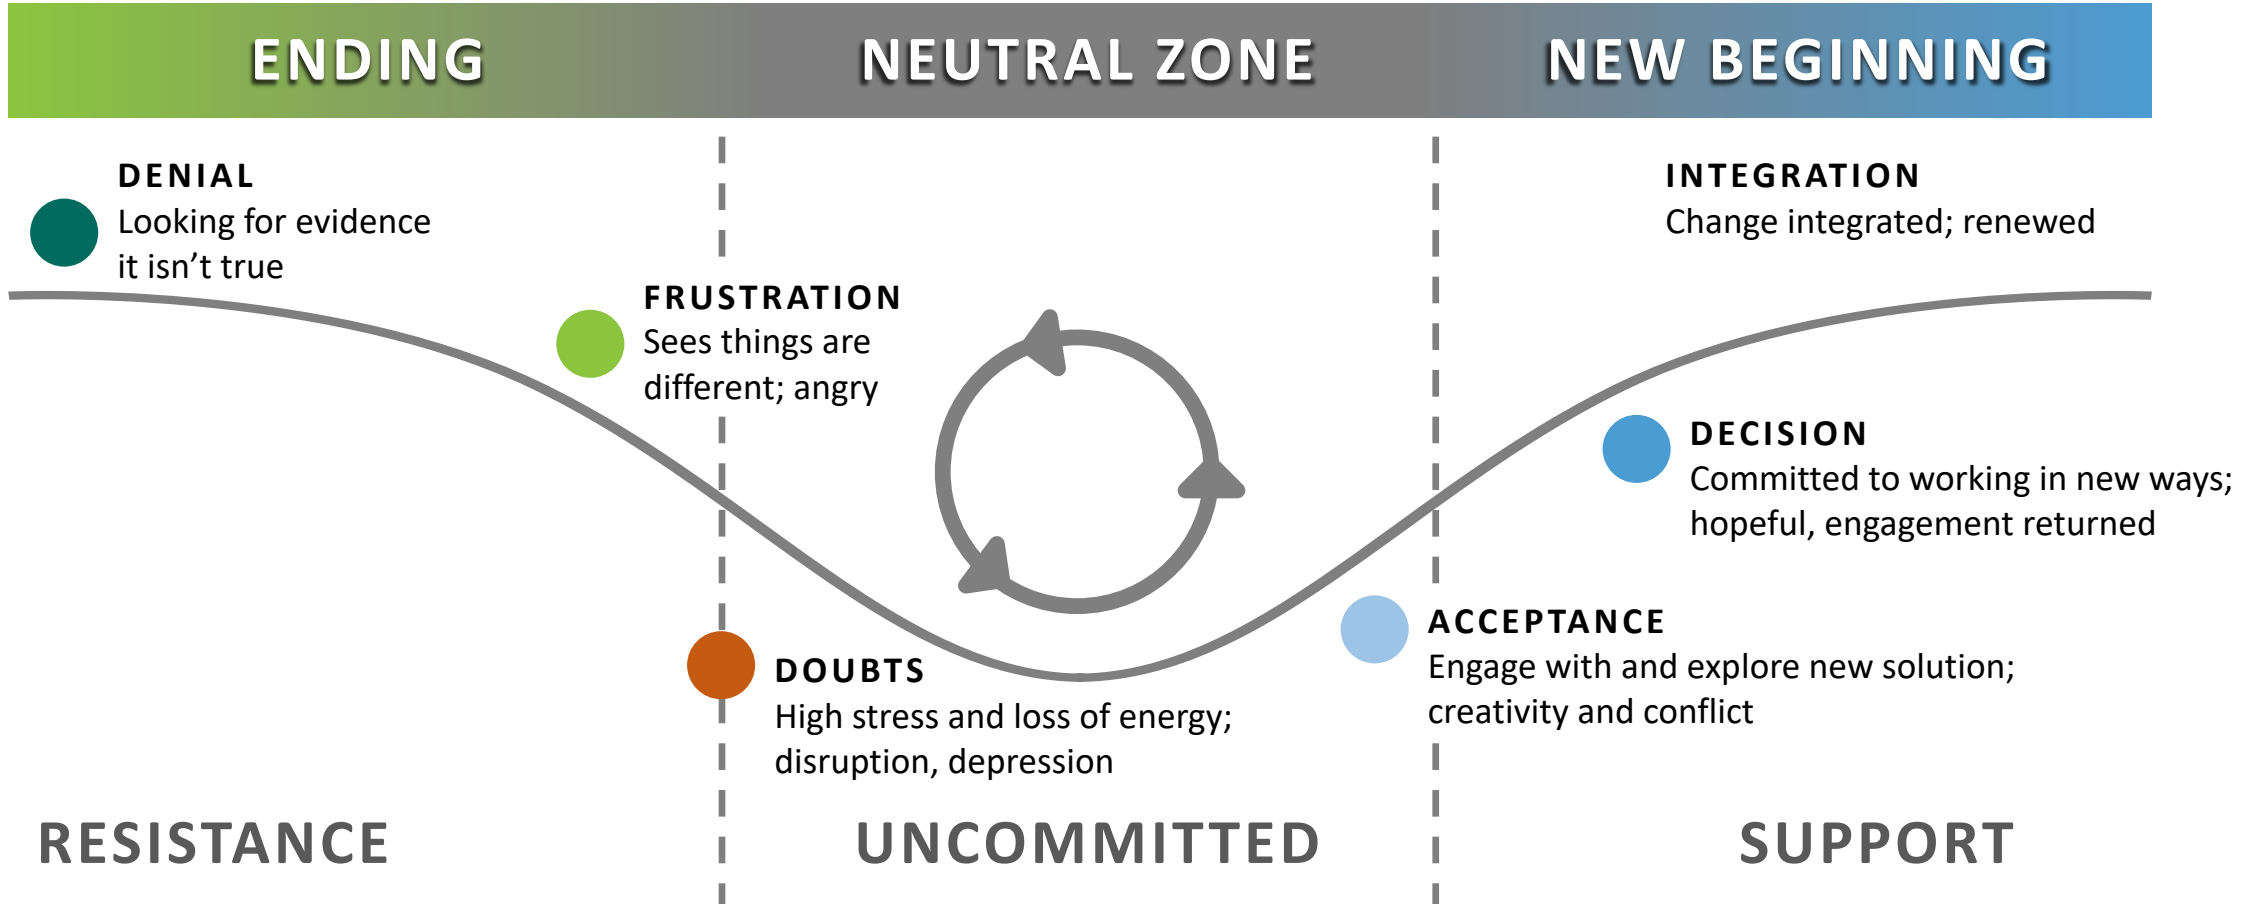 ENDING
NEUTRAL ZONE
NEW BEGINNING
DENIAL
Looking for evidence
it isn't true
FRUSTRATION
Sees things are
different; angry
DOUBTS
High stress and loss of energy;
disruption, depression
ACCEPTANCE
Engage with and explore new solution;
creativity and conflict
DECISION
Committed to working in new ways;
hopeful, engagement returned
INTEGRATION
Change integrated; renewed
RESISTANCE
UNCOMMITTED
SUPPORT